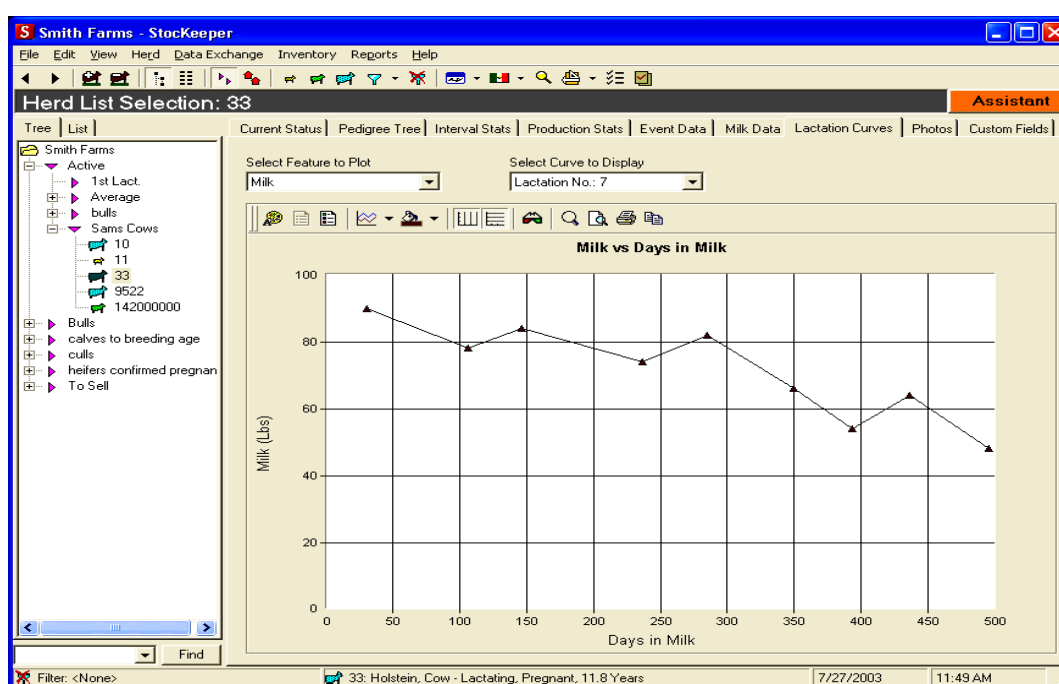 Smith Farms - StocKeeper
File Edit View Herd Data Exchange Inventory Reports Help
Herd List Selection: 33
Assistant
Tree List
Current Status Pedigree Tree Interval Stats Production Stats Event Data Milk Data Lactation Curves Photos Custom Fields
Smith Farms
Active
1st Lact.
Average
bulls
Sams Cows
10
11
33
9522
142000000
Bulls
calves to breeding age
culls
heifers confirmed pregnan
To Sell
Find
Select Feature to Plot
Milk
Select Curve to Display
Lactation No.: 7
Milk vs Days in Milk
100
80
60
40
20
0
Milk (Lbs)
0 50 100 150 200 250 300 350 400 450 500
Days in Milk
Filter: <None>
33: Holstein, Cow - Lactating, Pregnant, 11.8 Years
7/27/2003
11:49 AM